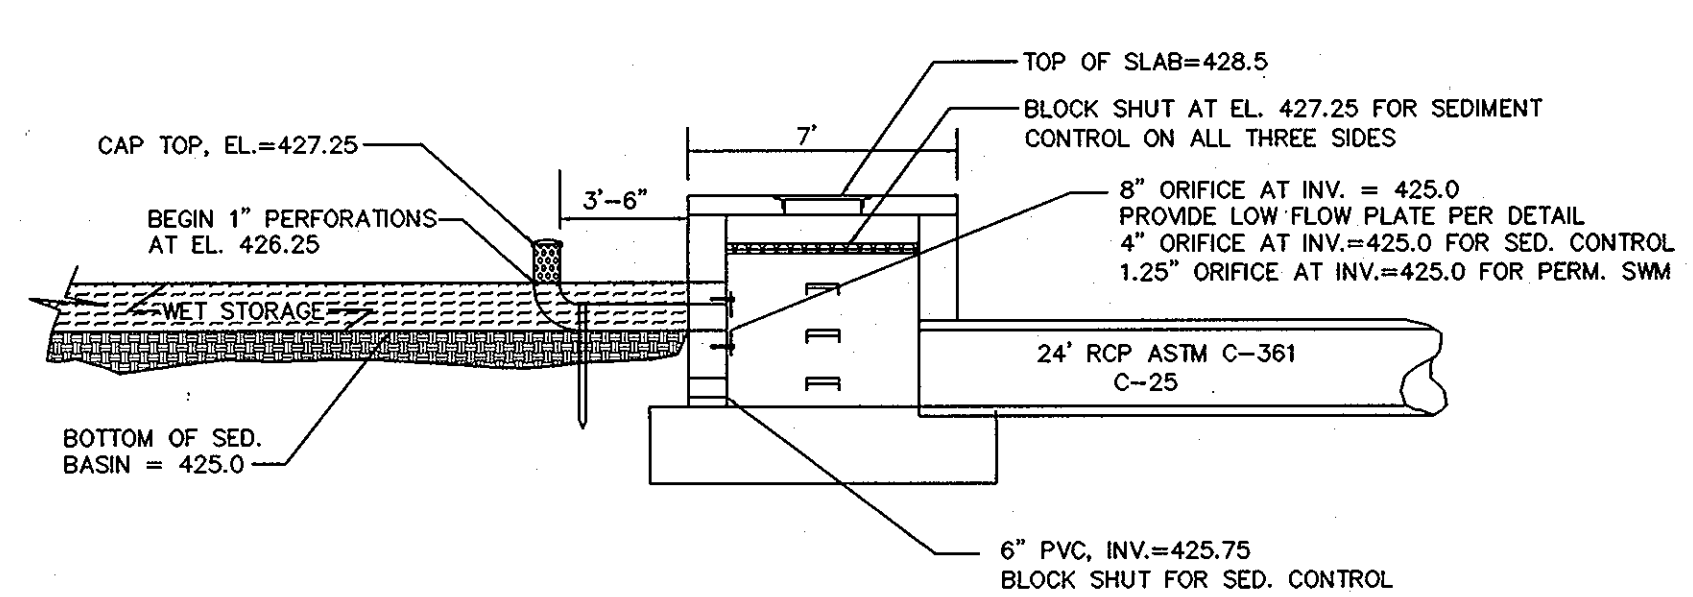 TOP OF SLAB=428.5
BLOCK SHUT AT EL. 427.25 FOR SEDIMENT
CONTROL ON ALL THREE SIDES
CAP TOP, EL.=427.25
7'
3'-6"
8" ORIFICE AT INV. = 425.0
PROVIDE LOW FLOW PLATE PER DETAIL
4" ORIFICE AT INV.=425.0 FOR SED. CONTROL
1.25" ORIFICE AT INV.=425.0 FOR PERM. SWM
BEGIN 1" PERFORATIONS
AT EL. 426.25
WET STORAGE
24' RCP ASTM C-361
C-25
BOTTOM OF SED.
BASIN = 425.0
6" PVC, INV.=425.75
BLOCK SHUT FOR SED. CONTROL